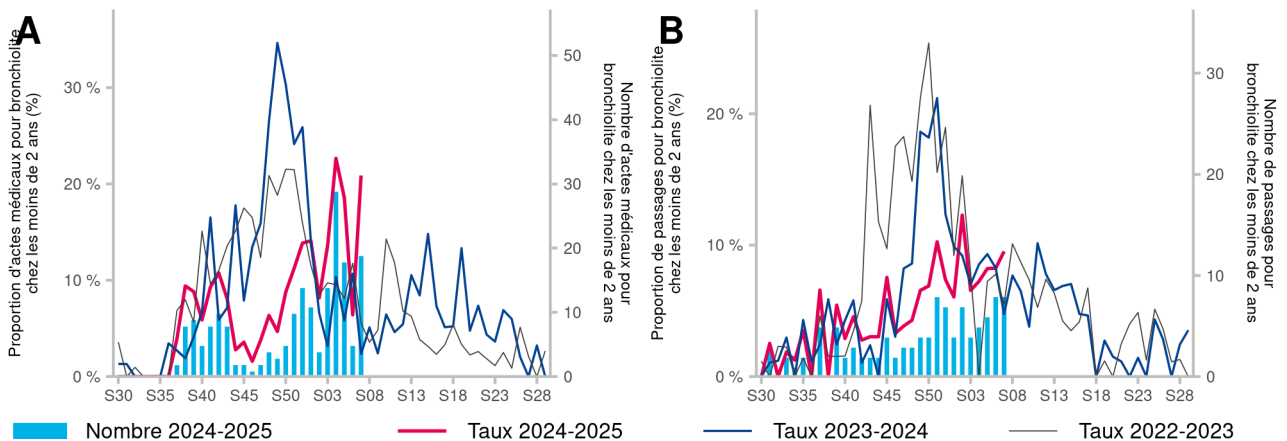 A
Proportion d'actes médicaux pour bronchiolite
chez les moins de 2 ans (%)
30 %
20 %
10 %
0 %
50
40
30
20
10
0
Nombre d'actes médicaux pour
bronchiolite chez les moins de 2 ans
S30 S35 S40 S45 S50 S03 S08 S13 S18 S23 S28
B
Proportion de passages pour bronchiolite
chez les moins de 2 ans (%)
20 %
10 %
0 %
30
20
10
0
Nombre de passages pour
bronchiolite chez les moins de 2 ans
S30 S35 S40 S45 S50 S03 S08 S13 S18 S23 S28
Nombre 2024-2025 Taux 2024-2025 Taux 2023-2024 Taux 2022-2023